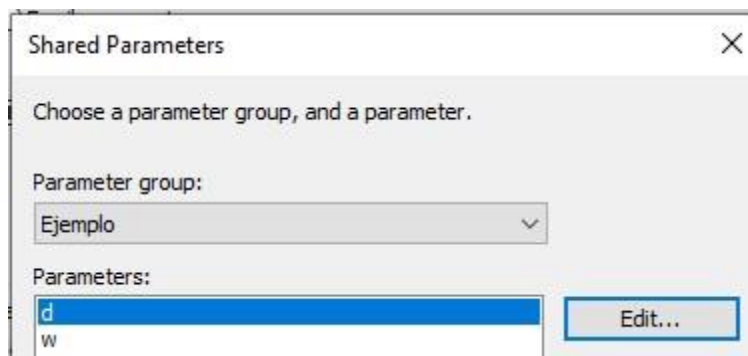 Shared Parameters
Choose a parameter group, and a parameter.
Parameter group:
Ejemplo
Parameters:
d
Edit...
w